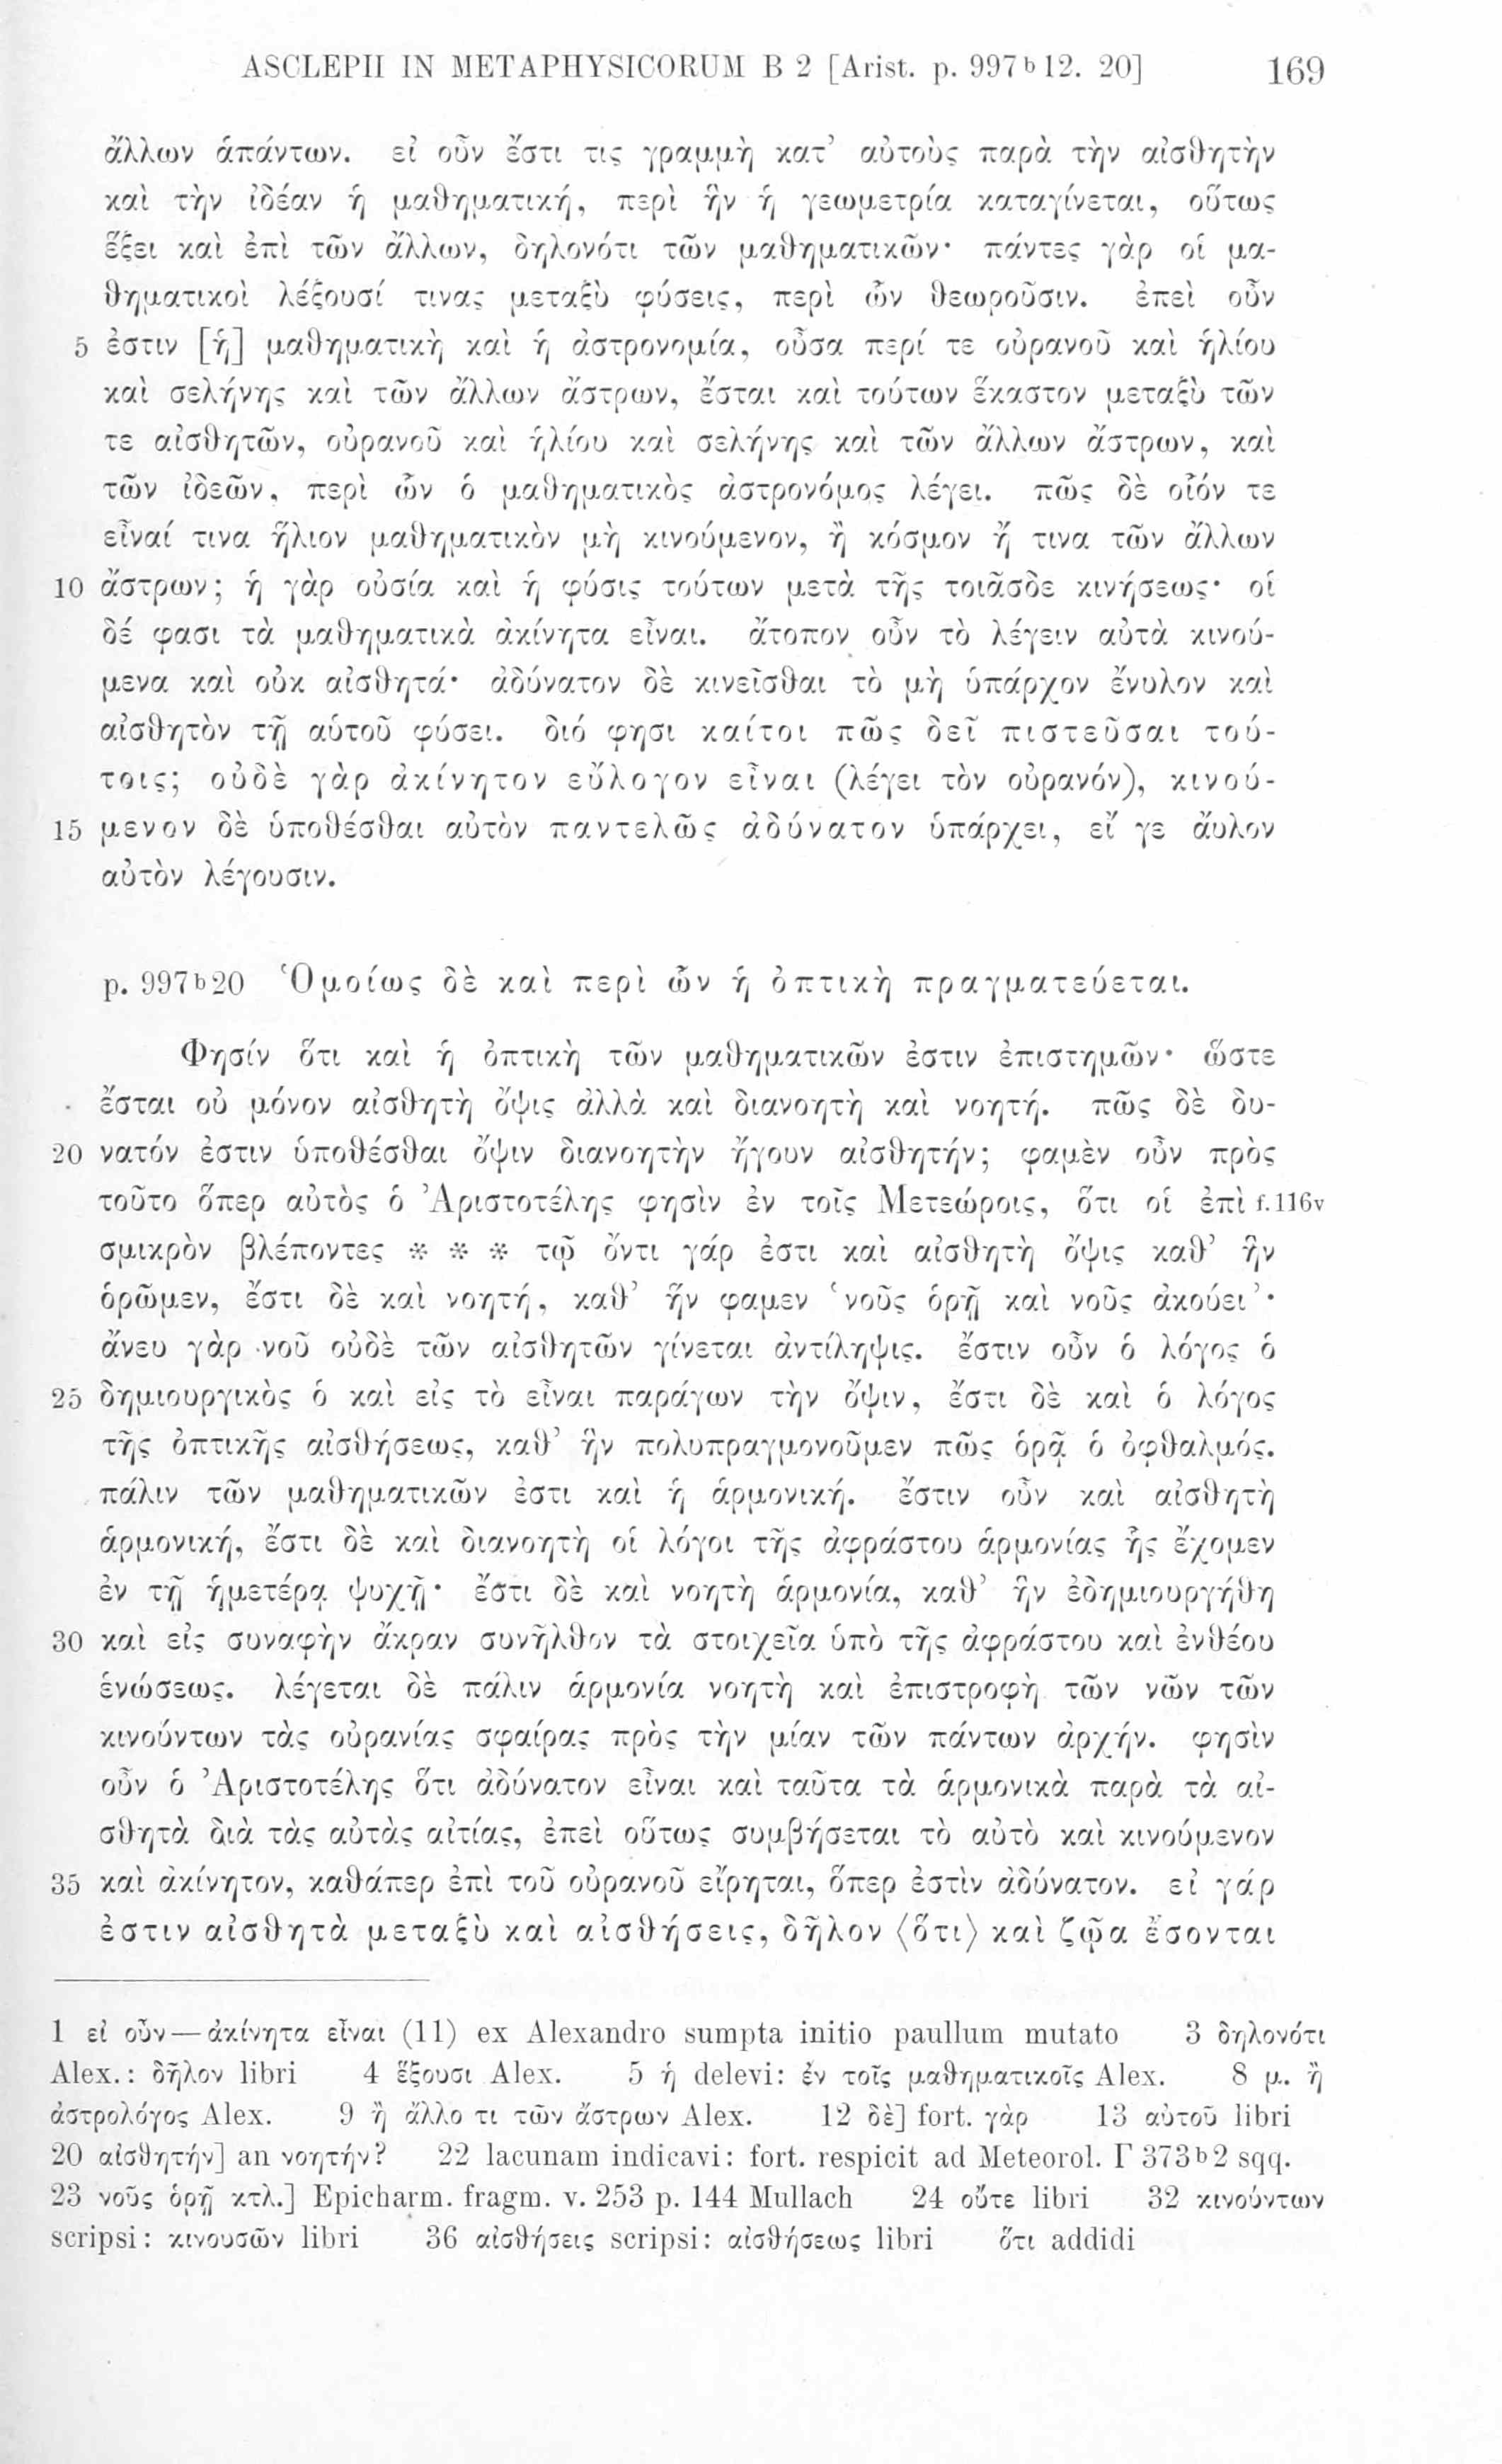 ASCLEPII IN METAPHYSICORUM B 2 [Arist. p. 997ᵇ12. 20] 169
ἄλλων ἁπάντων. εἰ οὖν ἔστι τις γραμμὴ κατ’ αὐτοὺς παρὰ τὴν αἰσθητὴν
καὶ τὴν ἰδέαν ἡ μαθηματική, περὶ ἣν ἡ γεωμετρία καταγίνεται, οὕτως
ἕξει καὶ ἐπὶ τῶν ἄλλων, δηλονότι τῶν μαθηματικῶν· πάντες γὰρ οἱ μα-
θηματικοὶ λέξουσί τινας μεταξὺ φύσεις, περὶ ὧν θεωροῦσιν. ἐπεὶ οὖν
5 ἐστιν [ἡ] μαθηματικὴ καὶ ἡ ἀστρονομία, οὖσα περί τε οὐρανοῦ καὶ ἡλίου
καὶ σελήνης καὶ τῶν ἄλλων ἄστρων, ἔσται καὶ τούτων ἕκαστον μεταξὺ τῶν
τε αἰσθητῶν, οὐρανοῦ καὶ ἡλίου καὶ σελήνης καὶ τῶν ἄλλων ἄστρων, καὶ
τῶν ἰδεῶν, περὶ ὧν ὁ μαθηματικὸς ἀστρονόμος λέγει. πῶς δὲ οἷόν τε
εἶναί τινα ἥλιον μαθηματικὸν μὴ κινούμενον, ἢ κόσμον ἤ τινα τῶν ἄλλων
10 ἄστρων; ἡ γὰρ οὐσία καὶ ἡ φύσις τούτων μετὰ τῆς τοιᾶσδε κινήσεως· οἱ
δέ φασι τὰ μαθηματικὰ ἀκίνητα εἶναι. ἄτοπον οὖν τὸ λέγειν αὐτὰ κινού-
μενα καὶ οὐκ αἰσθητά· ἀδύνατον δὲ κινεῖσθαι τὸ μὴ ὑπάρχον ἔνυλον καὶ
αἰσθητὸν τῇ αὑτοῦ φύσει. διό φησι καίτοι πῶς δεῖ πιστεῦσαι τού-
τοις; οὐδὲ γὰρ ἀκίνητον εὔλογον εἶναι (λέγει τὸν οὐρανόν), κινού-
15 μενον δὲ ὑποθέσθαι αὐτὸν παντελῶς ἀδύνατον ὑπάρχει, εἴ γε ἄυλον
αὐτὸν λέγουσιν.
p. 997ᵇ20 Ὁμοίως δὲ καὶ περὶ ὧν ἡ ὀπτικὴ πραγματεύεται.
Φησίν ὅτι καὶ ἡ ὀπτικὴ τῶν μαθηματικῶν ἐστιν ἐπιστημῶν· ὥστε
ἔσται οὐ μόνον αἰσθητὴ ὄψις ἀλλὰ καὶ διανοητὴ καὶ νοητή. πῶς δὲ δυ-
20 νατόν ἐστιν ὑποθέσθαι ὄψιν διανοητὴν ἤγουν αἰσθητήν; φαμὲν οὖν πρὸς
τοῦτο ὅπερ αὐτὸς ὁ Ἀριστοτέλης φησὶν ἐν τοῖς Μετεώροις, ὅτι οἱ ἐπὶ f.116v
σμικρὸν βλέποντες * * * τῷ ὄντι γάρ ἐστι καὶ αἰσθητὴ ὄψις καθ’ ἣν
ὁρῶμεν, ἔστι δὲ καὶ νοητή, καθ’ ἥν φαμεν ‘νοῦς ὁρῇ καὶ νοῦς ἀκούει’·
ἄνευ γὰρ νοῦ οὐδὲ τῶν αἰσθητῶν γίνεται ἀντίληψις. ἔστιν οὖν ὁ λόγος ὁ
25 δημιουργικὸς ὁ καὶ εἰς τὸ εἶναι παράγων τὴν ὄψιν, ἔστι δὲ καὶ ὁ λόγος
τῆς ὀπτικῆς αἰσθήσεως, καθ’ ἣν πολυπραγμονοῦμεν πῶς ὁρᾷ ὁ ὀφθαλμός.
πάλιν τῶν μαθηματικῶν ἐστι καὶ ἡ ἁρμονική. ἔστιν οὖν καὶ αἰσθητὴ
ἁρμονική, ἔστι δὲ καὶ διανοητὴ οἱ λόγοι τῆς ἀφράστου ἁρμονίας ἧς ἔχομεν
ἐν τῇ ἡμετέρᾳ ψυχῇ· ἔστι δὲ καὶ νοητὴ ἁρμονία, καθ’ ἣν ἐδημιουργήθη
30 καὶ εἰς συναφὴν ἄκραν συνῆλθον τὰ στοιχεῖα ὑπὸ τῆς ἀφράστου καὶ ἐνθέου
ἑνώσεως. λέγεται δὲ πάλιν ἁρμονία νοητὴ καὶ ἐπιστροφὴ τῶν νῶν τῶν
κινούντων τὰς οὐρανίας σφαίρας πρὸς τὴν μίαν τῶν πάντων ἀρχήν. φησὶν
οὖν ὁ Ἀριστοτέλης ὅτι ἀδύνατον εἶναι καὶ ταῦτα τὰ ἁρμονικὰ παρὰ τὰ αἰ-
σθητὰ διὰ τὰς αὐτὰς αἰτίας, ἐπεὶ οὕτως συμβήσεται τὸ αὐτὸ καὶ κινούμενον
35 καὶ ἀκίνητον, καθάπερ ἐπὶ τοῦ οὐρανοῦ εἴρηται, ὅπερ ἐστὶν ἀδύνατον. εἰ γάρ
ἐστιν αἰσθητὰ μεταξὺ καὶ αἰσθήσεις, δῆλον ⟨ὅτι⟩ καὶ ζῷα ἔσονται
1 εἰ οὖν — ἀκίνητα εἶναι (11) ex Alexandro sumpta initio paullum mutato 3 δηλονότι
Alex.: δῆλον libri 4 ἕξουσι Alex. 5 ἡ delevi: ἐν τοῖς μαθηματικοῖς Alex. 8 μ. ἢ
ἀστρολόγος Alex. 9 ἢ ἄλλο τι τῶν ἄστρων Alex. 12 δὲ] fort. γὰρ 13 αὐτοῦ libri
20 αἰσθητήν] an νοητήν? 22 lacunam indicavi: fort. respicit ad Meteorol. Γ 373ᵇ2 sqq.
23 νοῦς ὁρῇ κτλ.] Epicharm. fragm. v. 253 p. 144 Mullach 24 οὔτε libri 32 κινούντων
scripsi: κινουσῶν libri 36 αἰσθήσεις scripsi: αἰσθήσεως libri ὅτι addidi